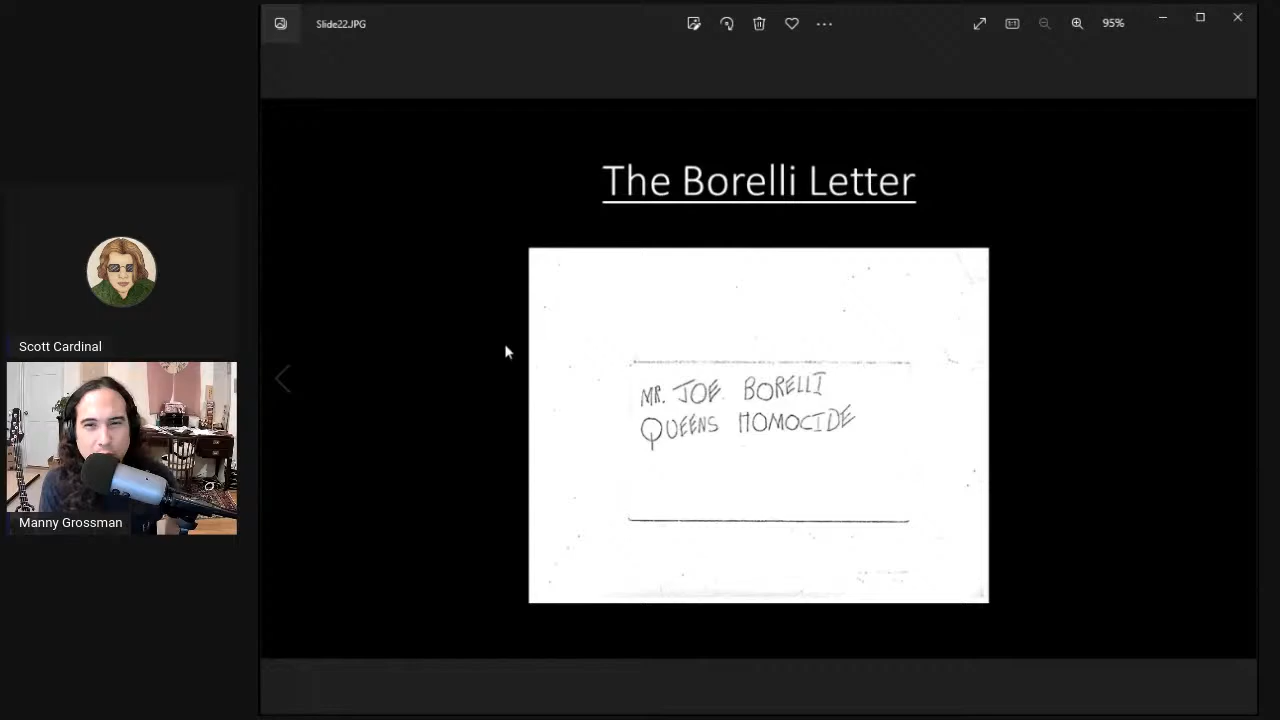 Slide22.JPG
95%
The Borelli Letter
MR. JOE BORELLI
QUEENS HOMOCIDE
Scott Cardinal
Manny Grossman